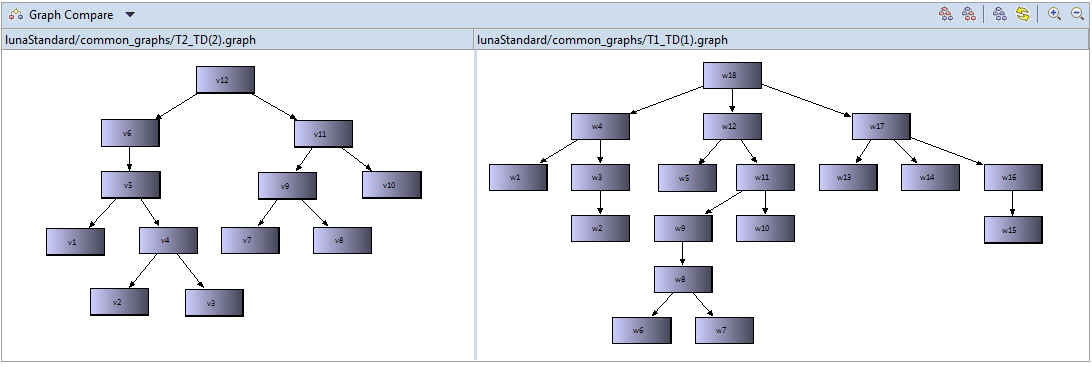 Graph Compare
lunaStandard/common_graphs/T2_TD(2).graph
lunaStandard/common_graphs/T1_TD(1).graph
v12
v6
v11
v5
v9
v10
v1
v4
v7
v8
v2
v3
w18
w4
w12
w17
w1
w3
w5
w11
w13
w14
w16
w2
w9
w10
w15
w8
w6
w7